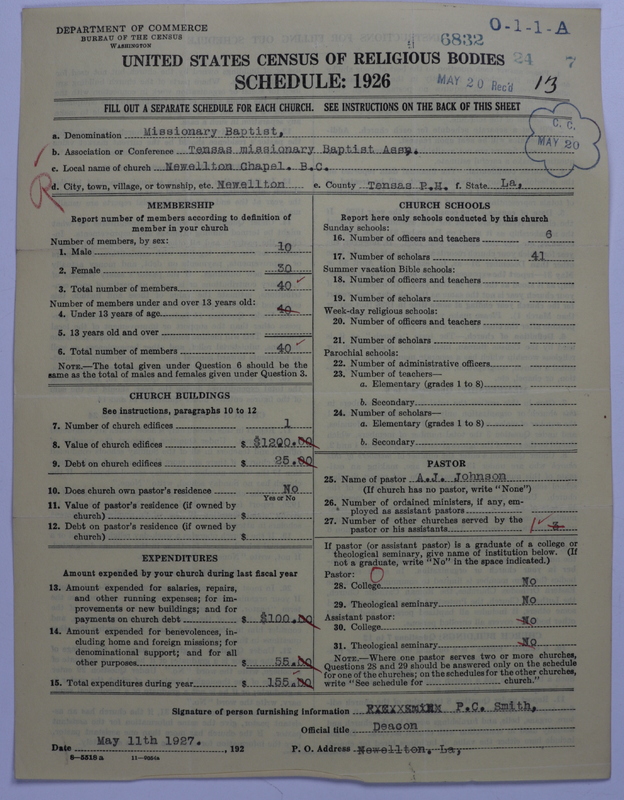 DEPARTMENT OF COMMERCE
BUREAU OF THE CENSUS
WASHINGTON
6832
O-1-1-A
UNITED STATES CENSUS OF RELIGIOUS BODIES 24 7
SCHEDULE: 1926 MAY 20 Rec'd 13
FILL OUT A SEPARATE SCHEDULE FOR EACH CHURCH. SEE INSTRUCTIONS ON THE BACK OF THIS SHEET
C. C.
MAY 20
a. Denomination Missionary Baptist,
b. Association or Conference Tensas missionary Baptist Assn.
c. Local name of church Newellton Chapel. B.C.
d. City, town, village, or township, etc. Newellton e. County Tensas P.H. f. State La,
R
MEMBERSHIP
Report number of members according to definition of
member in your church
Number of members, by sex:
1. Male 10
2. Female 30
3. Total number of members 40
Number of members under and over 13 years old:
4. Under 13 years of age 40
5. 13 years old and over
6. Total number of members 40
NOTE.—The total given under Question 6 should be
same as the total of males and females given under Question 3.
CHURCH BUILDINGS
See instructions, paragraphs 10 to 12
7. Number of church edifices 1
8. Value of church edifices $ $1200.00
9. Debt on church edifices $ 25.00
10. Does church own pastor's residence No
Yes or No
11. Value of pastor's residence (if owned by
church) $
12. Debt on pastor's residence (if owned by
church) $
EXPENDITURES
Amount expended by your church during last fiscal year
13. Amount expended for salaries, repairs,
and other running expenses; for im-
provements or new buildings; and for
payments on church debt $ $100.00
14. Amount expended for benevolences, in-
cluding home and foreign missions; for
denominational support; and for all
other purposes $ 55.00
15. Total expenditures during year $ 155.00
CHURCH SCHOOLS
Report here only schools conducted by this church
Sunday schools:
16. Number of officers and teachers 6
17. Number of scholars 41
Summer vacation Bible schools:
18. Number of officers and teachers
19. Number of scholars
Week-day religious schools:
20. Number of officers and teachers
21. Number of scholars
Parochial schools:
22. Number of administrative officers
23. Number of teachers—
a. Elementary (grades 1 to 8)
b. Secondary
24. Number of scholars—
a. Elementary (grades 1 to 8)
b. Secondary
PASTOR
25. Name of pastor A.J. Johnson
(If church has no pastor, write "None")
26. Number of ordained ministers, if any, em-
ployed as assistant pastors
27. Number of other churches served by the
pastor or his assistants 1
If pastor (or assistant pastor) is a graduate of a college or
theological seminary, give name of institution below. (If
not a graduate, write "No" in the space indicated.)
Pastor: O
28. College No
29. Theological seminary No
Assistant pastor:
30. College No
31. Theological seminary No
NOTE.—Where one pastor serves two or more churches,
Questions 28 and 29 should be answered only on the schedule
for one of the churches; on the schedules for the other churches,
write "See schedule for church."
Signature of person furnishing information P.C. Smith,
Official title Deacon
Date May 11th 1927. , 192 P. O. Address Newellton, La,
8-5518 a 11-9054a